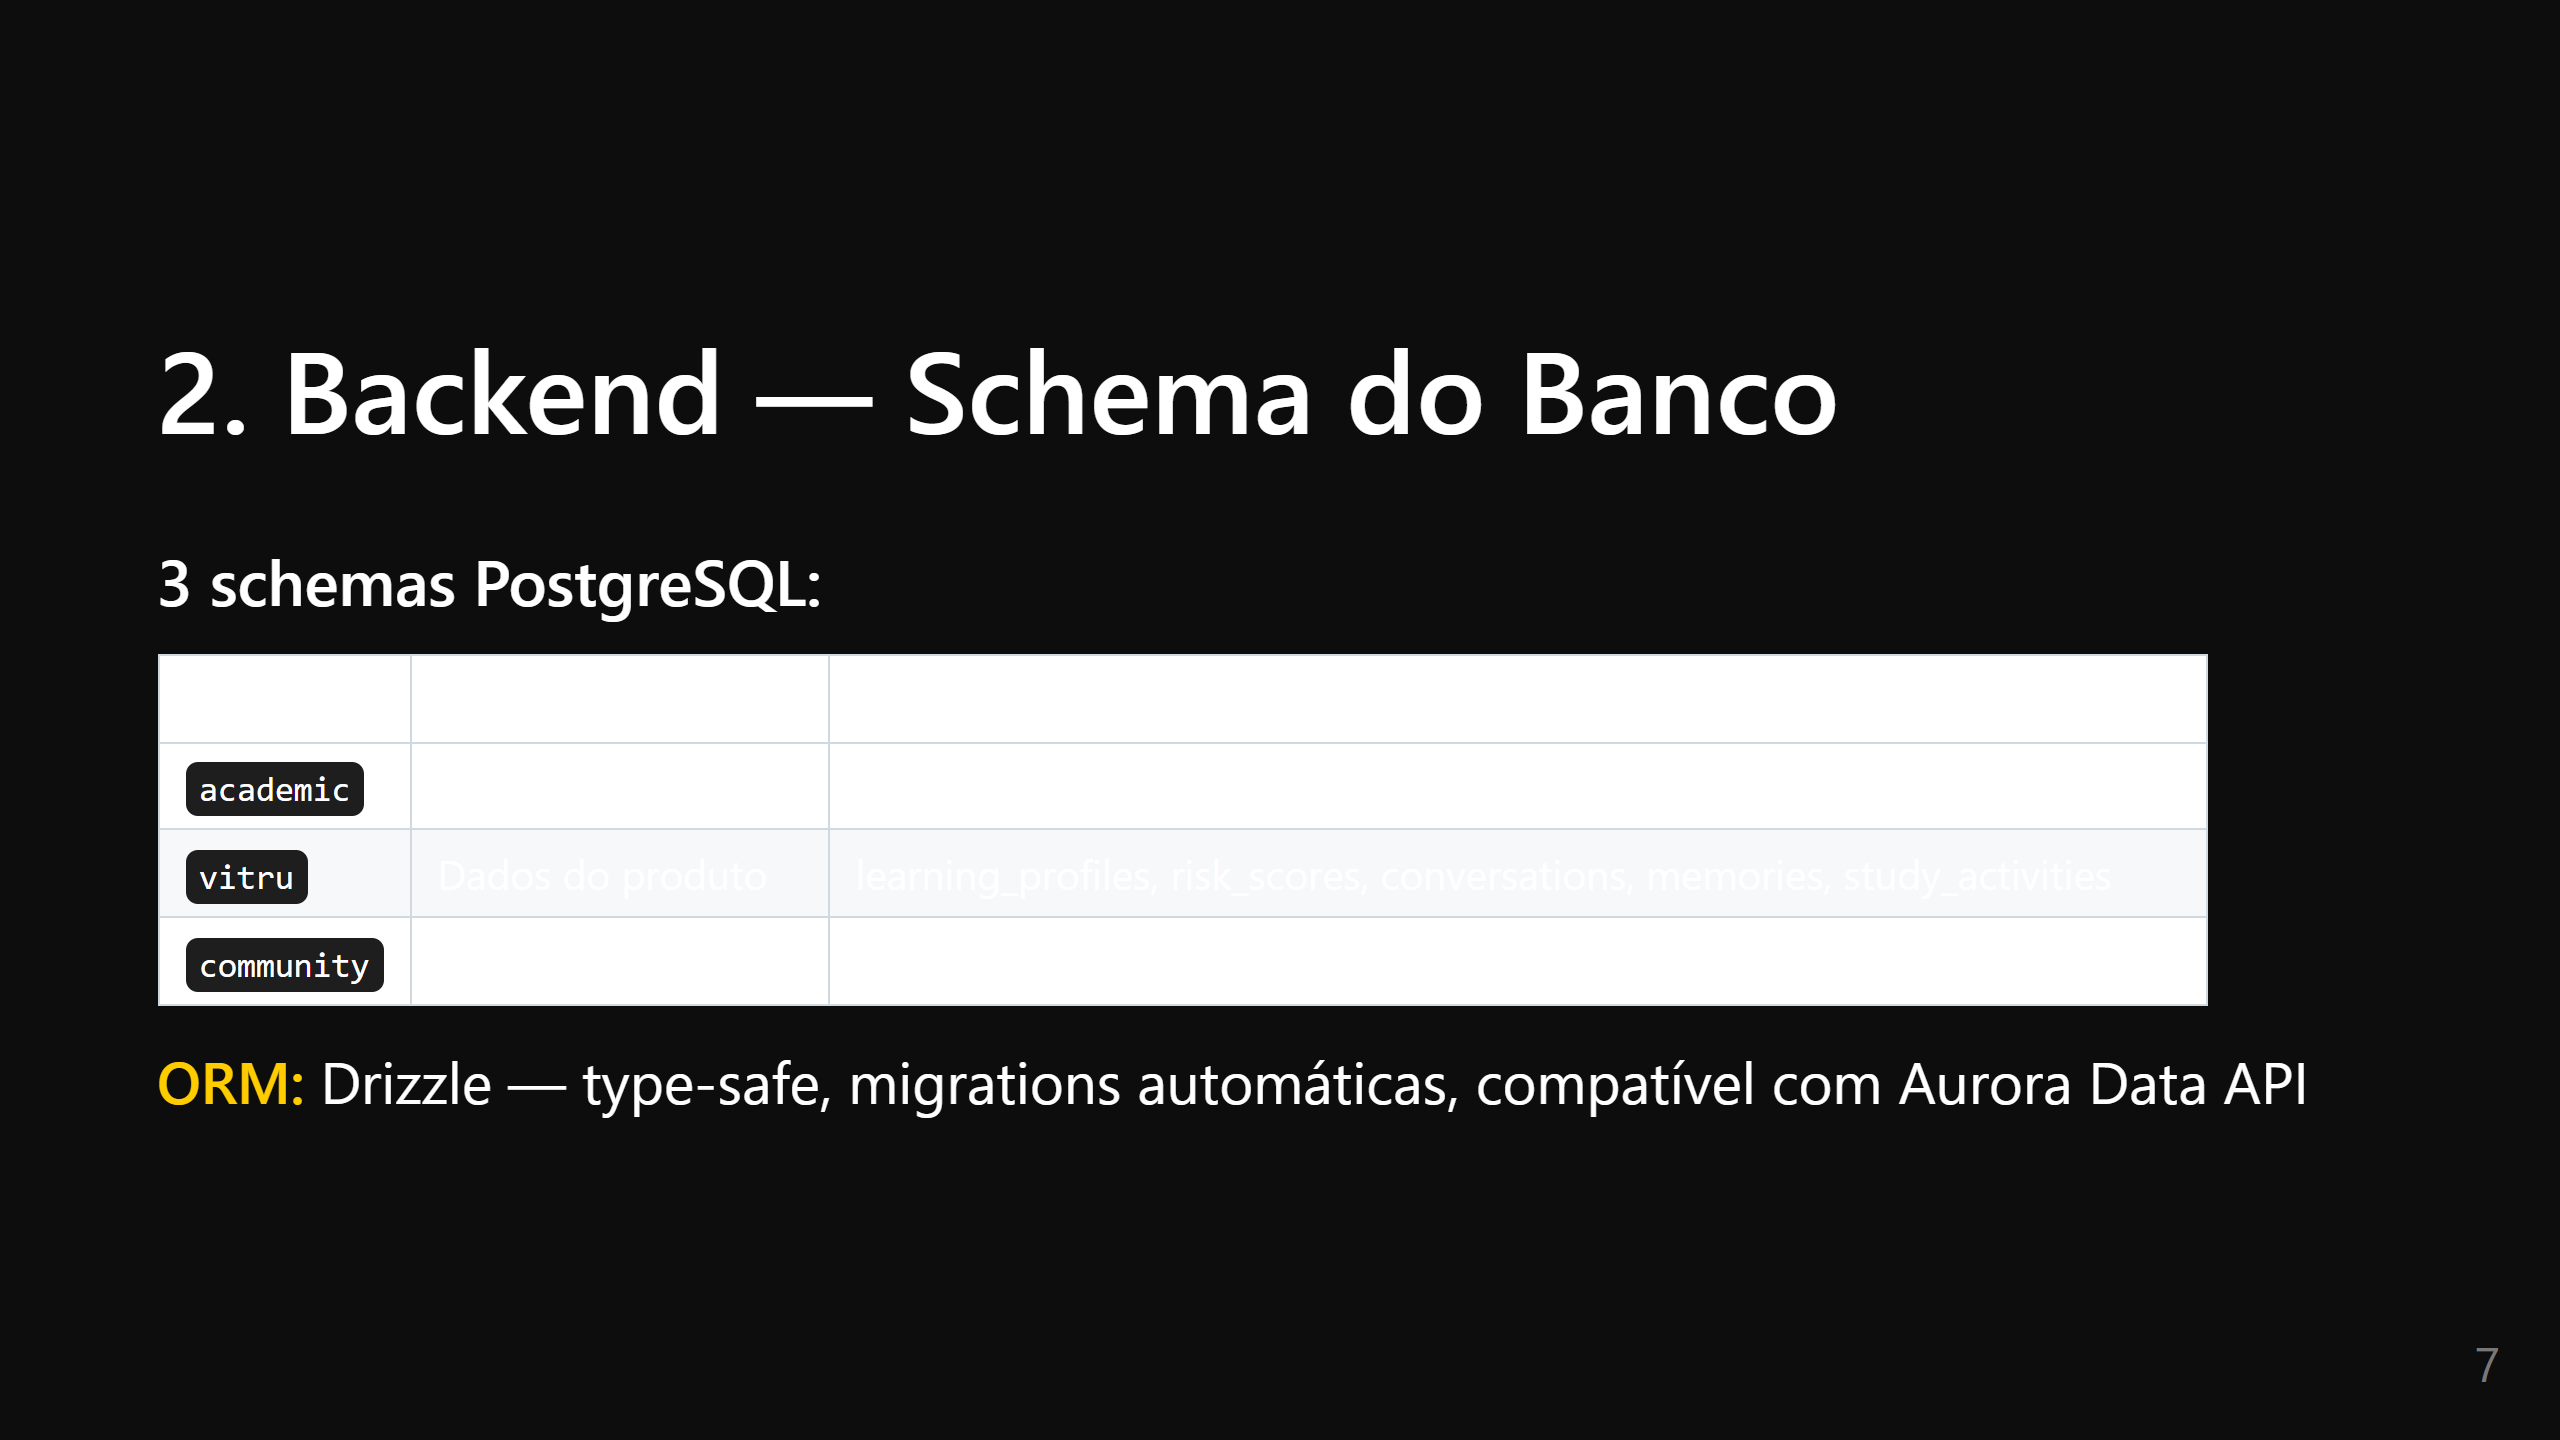 2. Backend — Schema do Banco
3 schemas PostgreSQL:
academic
vitru Dados do produto learning_profiles, risk_scores, conversations, memories, study_activities
community
ORM: Drizzle — type-safe, migrations automáticas, compatível com Aurora Data API
7